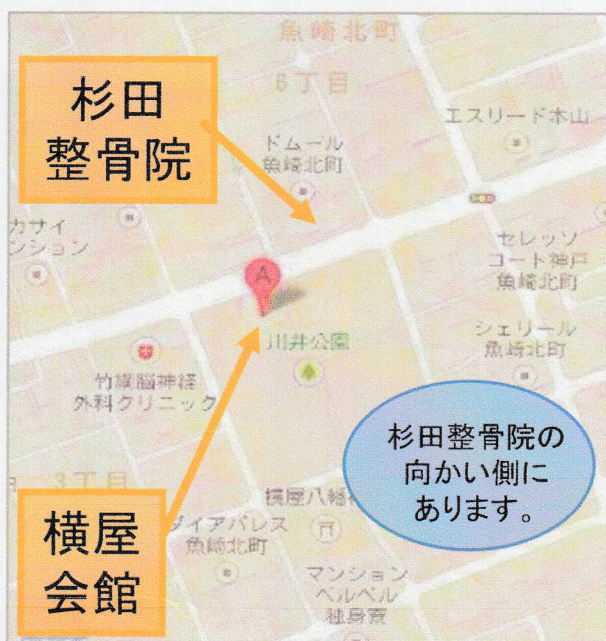 魚崎北町
6丁目
杉田
整骨院
エスリード本山
ドムール
魚崎北町
カサイ
ンション
セレッソ
コート神戸
魚崎北町
A
川井公園
シェリール
魚崎北町
脳神経
外科クリニック
杉田整骨院の
向かい側に
あります。
3丁目
横屋八幡
横屋
会館
ダイアパレス
魚崎北町
マンション
ベルベル
独身寮